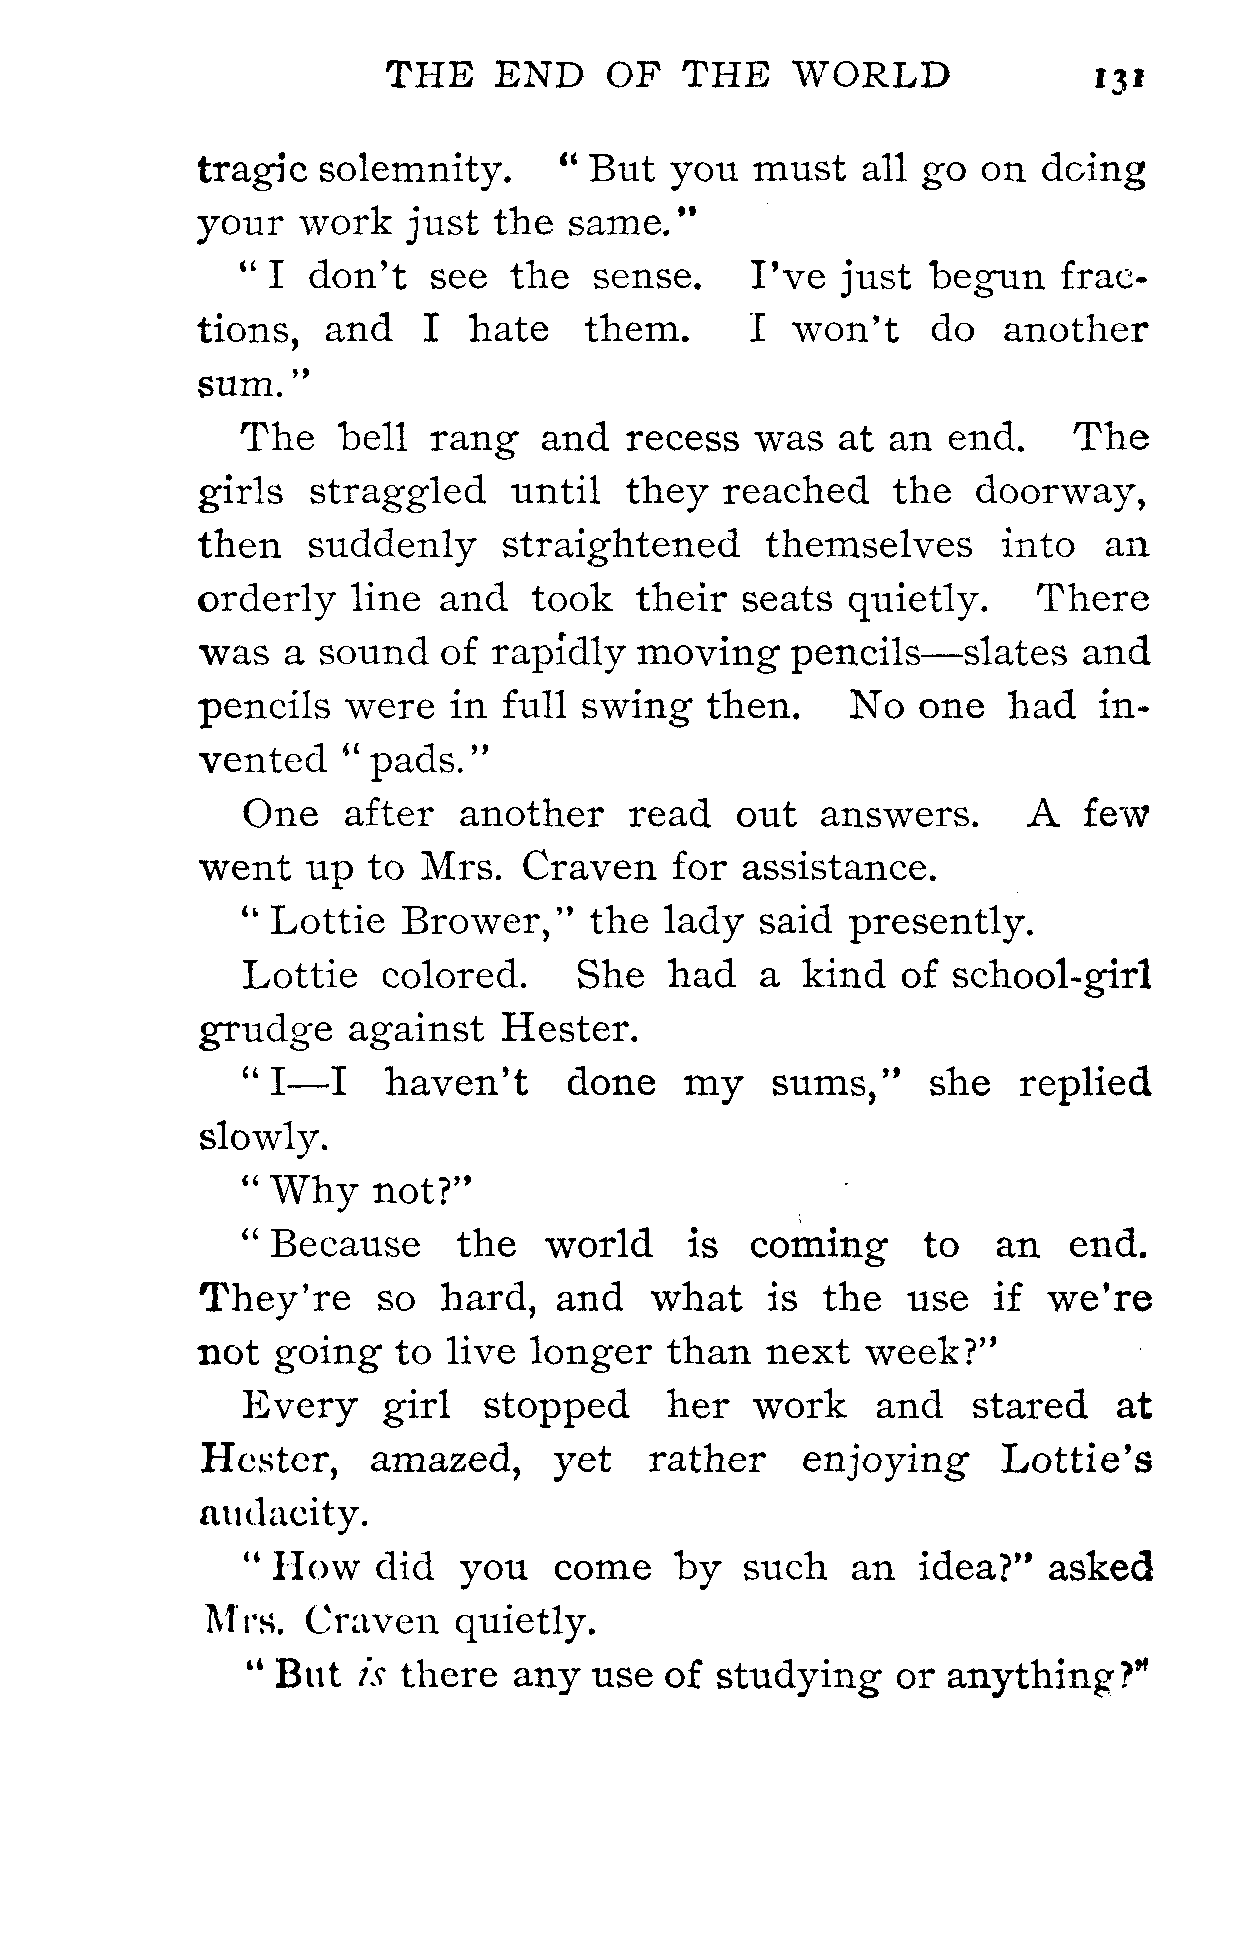 THE END OF THE WORLD 131
tragic solemnity. " But you must all go on doing
your work just the same."
" I don't see the sense. I've just begun frac-
tions, and I hate them. I won't do another
sum."
The bell rang and recess was at an end. The
girls straggled until they reached the doorway,
then suddenly straightened themselves into an
orderly line and took their seats quietly. There
was a sound of rapidly moving pencils—slates and
pencils were in full swing then. No one had in-
vented " pads."
One after another read out answers. A few
went up to Mrs. Craven for assistance.
" Lottie Brower," the lady said presently.
Lottie colored. She had a kind of school-girl
grudge against Hester.
" I—I haven't done my sums," she replied
slowly.
" Why not?"
" Because the world is coming to an end.
They're so hard, and what is the use if we're
not going to live longer than next week?"
Every girl stopped her work and stared at
Hester, amazed, yet rather enjoying Lottie's
audacity.
" How did you come by such an idea?" asked
Mrs. Craven quietly.
" But is there any use of studying or anything?"